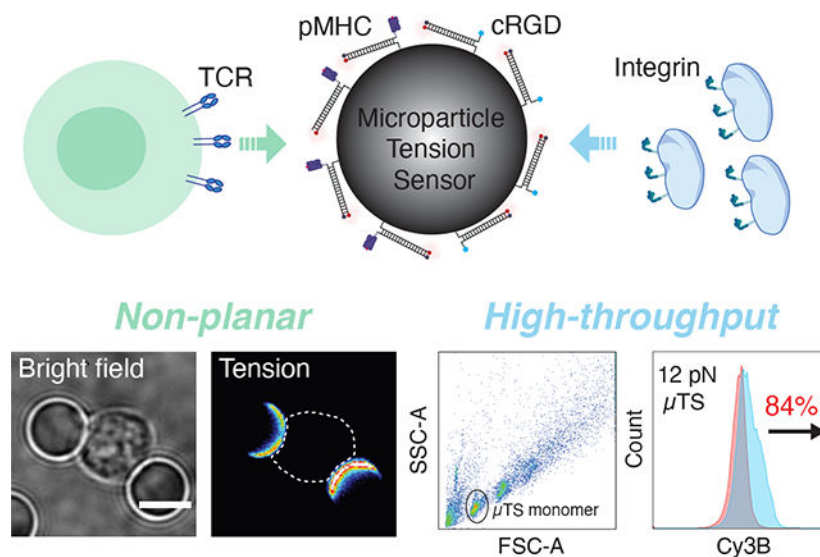 pMHC
cRGD
TCR
Integrin
Microparticle
Tension
Sensor
Non-planar
High-throughput
Bright field
Tension
SSC-A
µTS monomer
FSC-A
Count
12 pN
µTS
84%
Cy3B